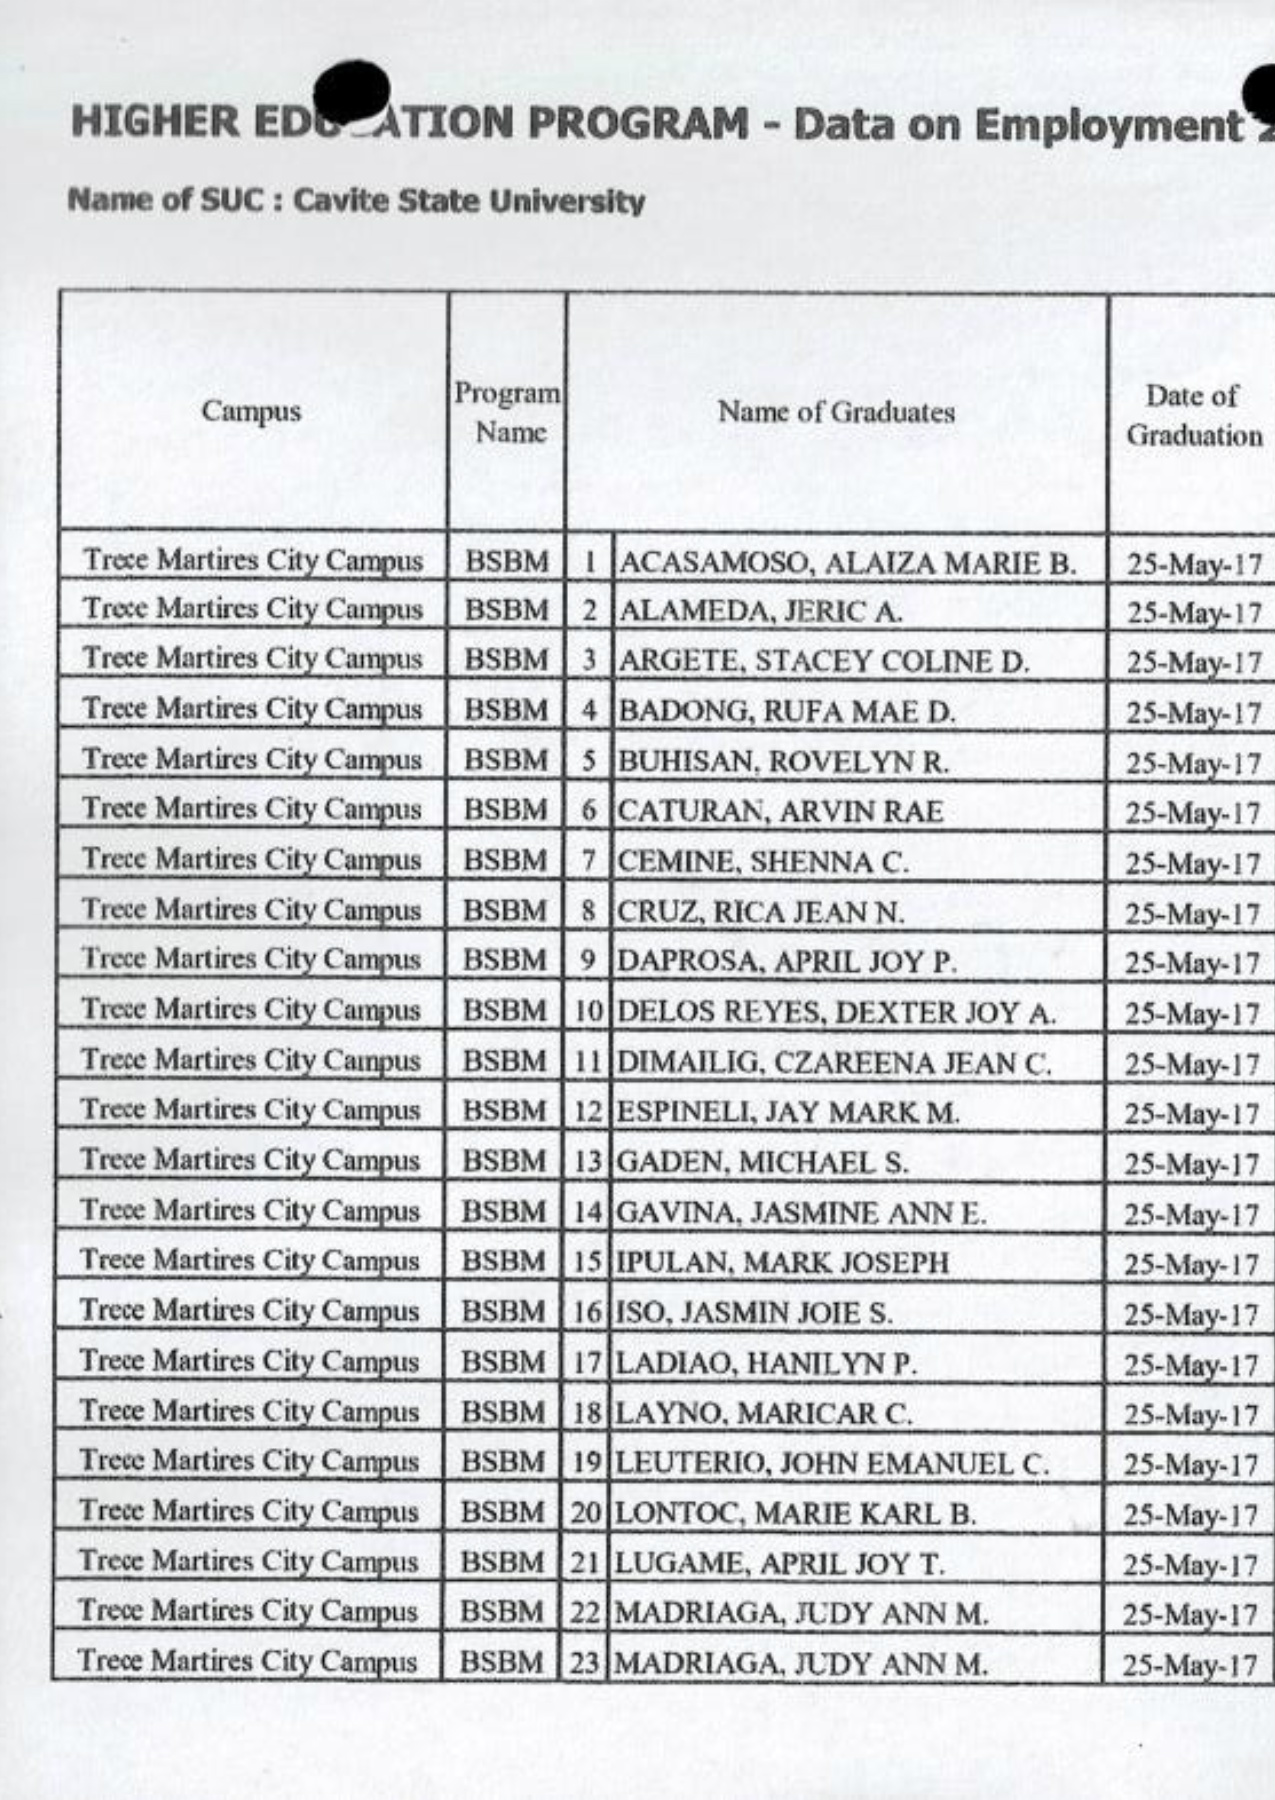 HIGHER EDUCATION PROGRAM - Data on Employment
Name of SUC : Cavite State University
Campus Program Name Name of Graduates Date of Graduation
Trece Martires City Campus BSBM 1 ACASAMOSO, ALAIZA MARIE B. 25-May-17
Trece Martires City Campus BSBM 2 ALAMEDA, JERIC A. 25-May-17
Trece Martires City Campus BSBM 3 ARGETE, STACEY COLINE D. 25-May-17
Trece Martires City Campus BSBM 4 BADONG, RUFA MAE D. 25-May-17
Trece Martires City Campus BSBM 5 BUHISAN, ROVELYN R. 25-May-17
Trece Martires City Campus BSBM 6 CATURAN, ARVIN RAE 25-May-17
Trece Martires City Campus BSBM 7 CEMINE, SHENNA C. 25-May-17
Trece Martires City Campus BSBM 8 CRUZ, RICA JEAN N. 25-May-17
Trece Martires City Campus BSBM 9 DAPROSA, APRIL JOY P. 25-May-17
Trece Martires City Campus BSBM 10 DELOS REYES, DEXTER JOY A. 25-May-17
Trece Martires City Campus BSBM 11 DIMAILIG, CZAREENA JEAN C. 25-May-17
Trece Martires City Campus BSBM 12 ESPINELI, JAY MARK M. 25-May-17
Trece Martires City Campus BSBM 13 GADEN, MICHAEL S. 25-May-17
Trece Martires City Campus BSBM 14 GAVINA, JASMINE ANN E. 25-May-17
Trece Martires City Campus BSBM 15 IPULAN, MARK JOSEPH 25-May-17
Trece Martires City Campus BSBM 16 ISO, JASMIN JOIE S. 25-May-17
Trece Martires City Campus BSBM 17 LADIAO, HANILYN P. 25-May-17
Trece Martires City Campus BSBM 18 LAYNO, MARICAR C. 25-May-17
Trece Martires City Campus BSBM 19 LEUTERIO, JOHN EMANUEL C. 25-May-17
Trece Martires City Campus BSBM 20 LONTOC, MARIE KARL B. 25-May-17
Trece Martires City Campus BSBM 21 LUGAME, APRIL JOY T. 25-May-17
Trece Martires City Campus BSBM 22 MADRIAGA, JUDY ANN M. 25-May-17
Trece Martires City Campus BSBM 23 MADRIAGA, JUDY ANN M. 25-May-17